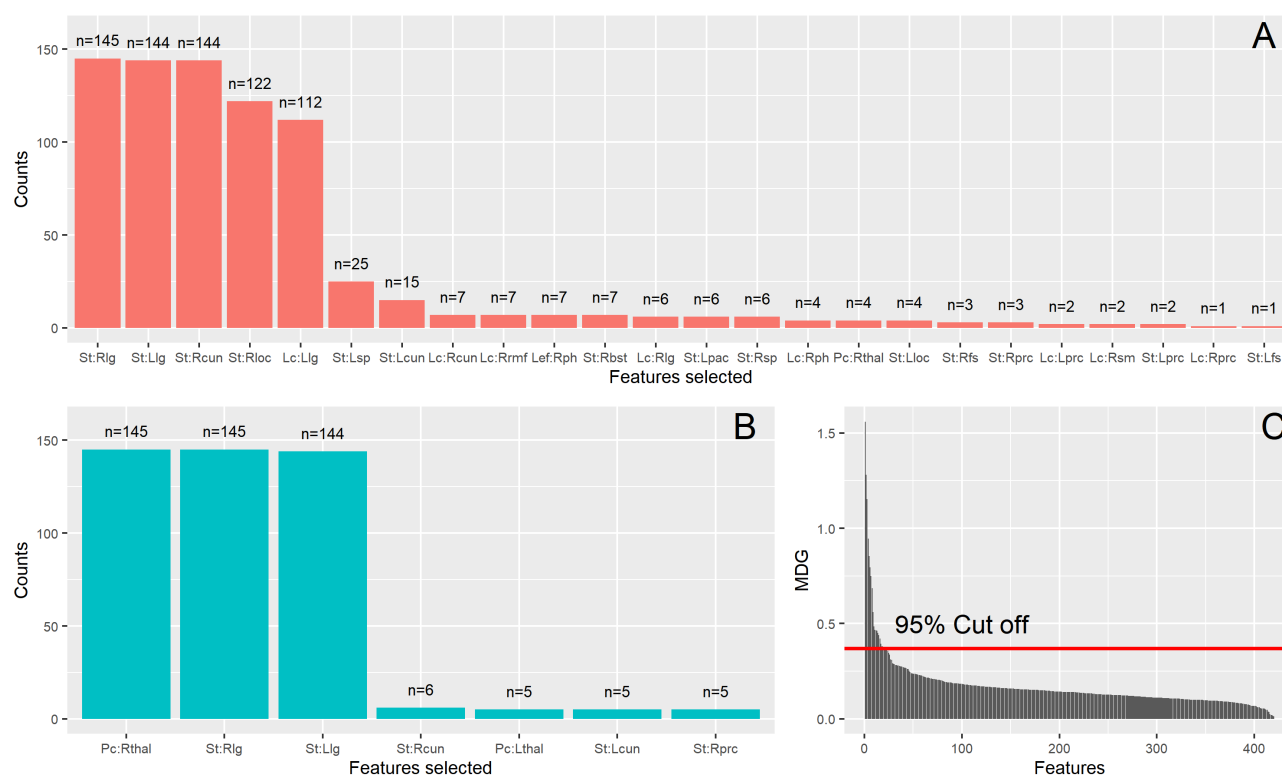 A
n=145 n=144 n=144 n=122 n=112 n=25 n=15 n=7 n=7 n=7 n=7 n=6 n=6 n=6 n=4 n=4 n=4 n=3 n=3 n=2 n=2 n=2 n=1 n=1
Counts
150
100
50
0
St:Rlg St:Llg St:Rcun St:Rloc Lc:Llg St:Lsp St:Lcun Lc:Rcun Lc:Rrmf Lef:Rph St:Rbst Lc:Rlg St:Lpac St:Rsp Lc:Rph Pc:Rthal St:Lloc St:Rfs St:Rprc Lc:Lprc Lc:Rsm St:Lprc Lc:Rprc St:Lfs
Features selected
B
n=145 n=145 n=144 n=6 n=5 n=5 n=5
Counts
150
100
50
0
Pc:Rthal St:Rlg St:Llg St:Rcun Pc:Lthal St:Lcun St:Rprc
Features selected
C
MDG
1.5
1.0
0.5
0.0
95% Cut off
0 100 200 300 400
Features